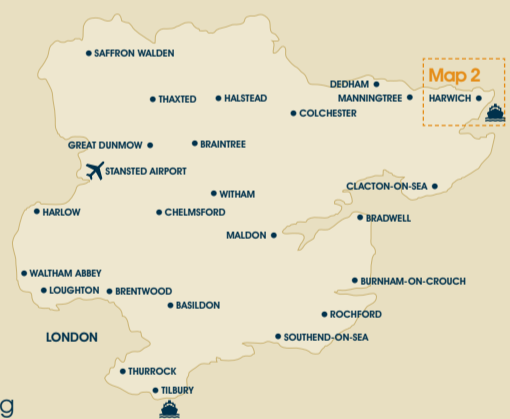 SAFFRON WALDEN
Map 2
DEDHAM
THAXTED
HALSTEAD
MANNINGTREE
HARWICH
COLCHESTER
GREAT DUNMOW
BRAINTREE
STANSTED AIRPORT
CLACTON-ON-SEA
WITHAM
HARLOW
CHELMSFORD
BRADWELL
MALDON
WALTHAM ABBEY
BURNHAM-ON-CROUCH
LOUGHTON
BRENTWOOD
BASILDON
ROCHFORD
LONDON
SOUTHEND-ON-SEA
THURROCK
TILBURY
g